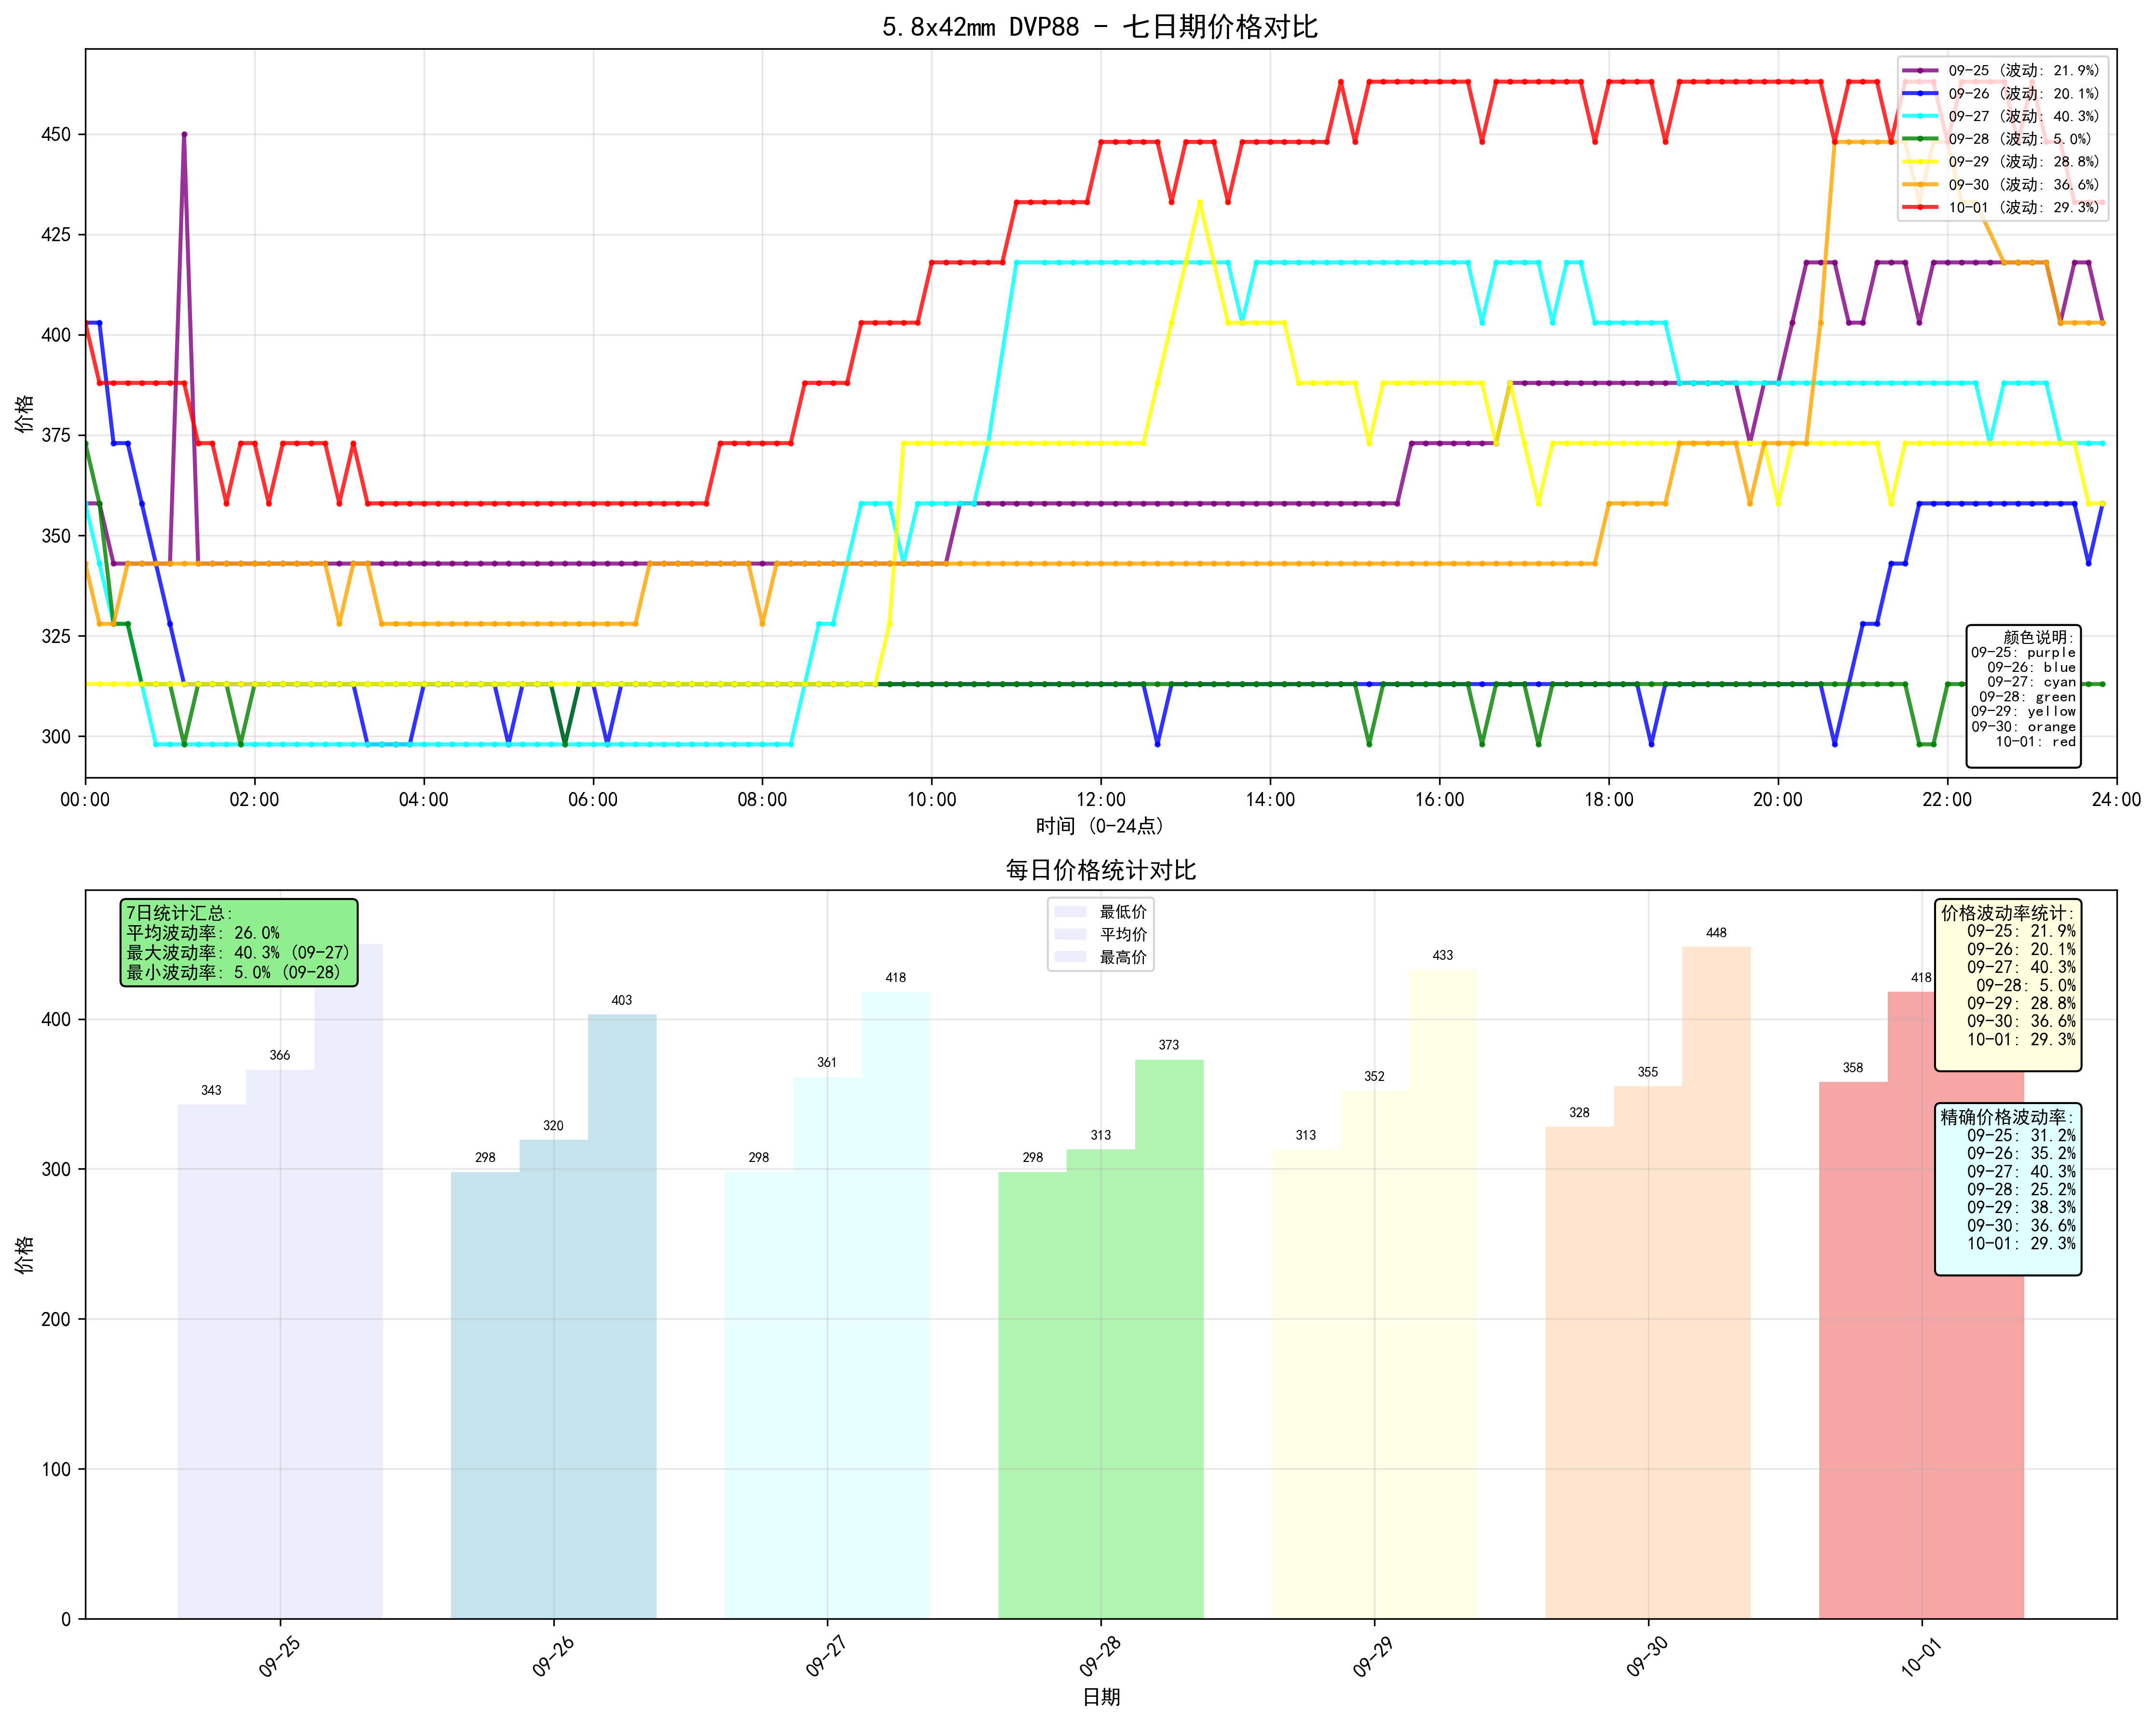 5.8x42mm DVP88 - 七日期价格对比
价格
450
425
400
375
350
325
300
09-25 (波动: 21.9%)
09-26 (波动: 20.1%)
09-27 (波动: 40.3%)
09-28 (波动: 5.0%)
09-29 (波动: 28.8%)
09-30 (波动: 36.6%)
10-01 (波动: 29.3%)
颜色说明:
09-25: purple
09-26: blue
09-27: cyan
09-28: green
09-29: yellow
09-30: orange
10-01: red
00:00 02:00 04:00 06:00 08:00 10:00 12:00 14:00 16:00 18:00 20:00 22:00 24:00
时间 (0-24点)
每日价格统计对比
价格
400
300
200
100
0
7日统计汇总:
平均波动率: 26.0%
最大波动率: 40.3% (09-27)
最小波动率: 5.0% (09-28)
最低价
平均价
最高价
价格波动率统计:
09-25: 21.9%
09-26: 20.1%
09-27: 40.3%
09-28: 5.0%
09-29: 28.8%
09-30: 36.6%
10-01: 29.3%
精确价格波动率:
09-25: 31.2%
09-26: 35.2%
09-27: 40.3%
09-28: 25.2%
09-29: 38.3%
09-30: 36.6%
10-01: 29.3%
343 366
298 320 403
298 361 418
298 313 373
313 352 433
328 355 448
358 418
09-25 09-26 09-27 09-28 09-29 09-30 10-01
日期